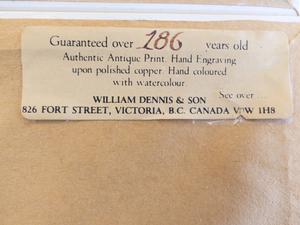 Guaranteed over 186 years old
Authentic Antique Print. Hand Engraving
upon polished copper. Hand coloured
with watercolour.
See over ....
WILLIAM DENNIS & SON
826 FORT STREET, VICTORIA, B.C. CANADA V8W 1H8